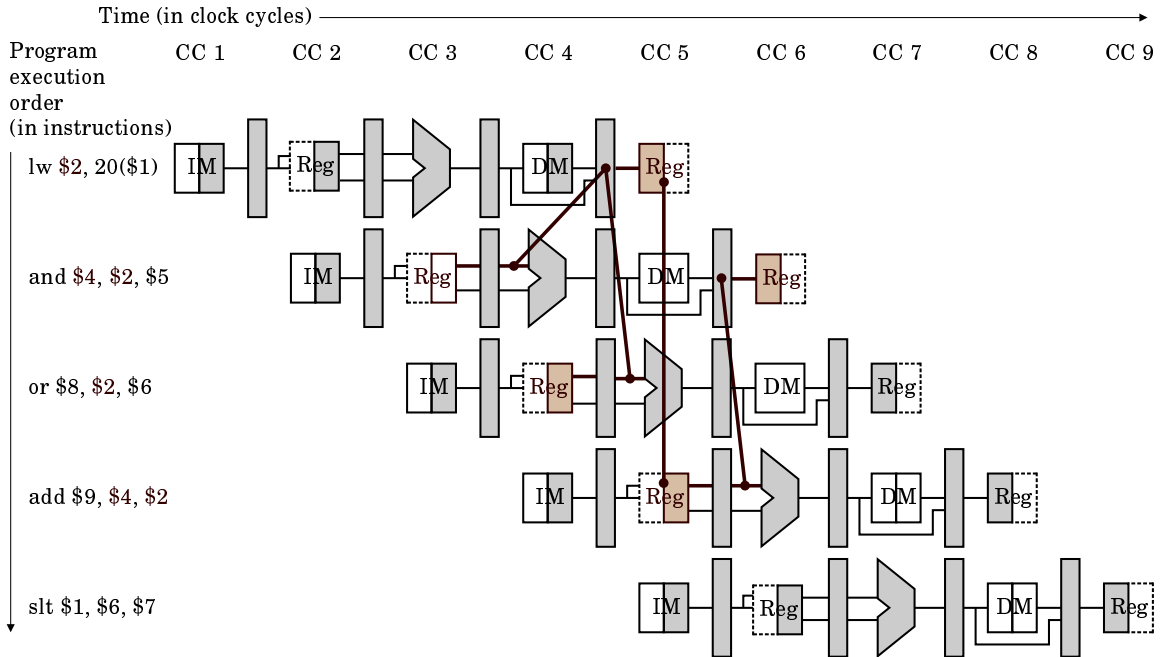 Time (in clock cycles)
Program execution order (in instructions)
CC 1 CC 2 CC 3 CC 4 CC 5 CC 6 CC 7 CC 8 CC 9
lw $2, 20($1) IM Reg DM Reg
and $4, $2, $5 IM Reg DM Reg
or $8, $2, $6 IM Reg DM Reg
add $9, $4, $2 IM Reg DM Reg
slt $1, $6, $7 IM Reg DM Reg